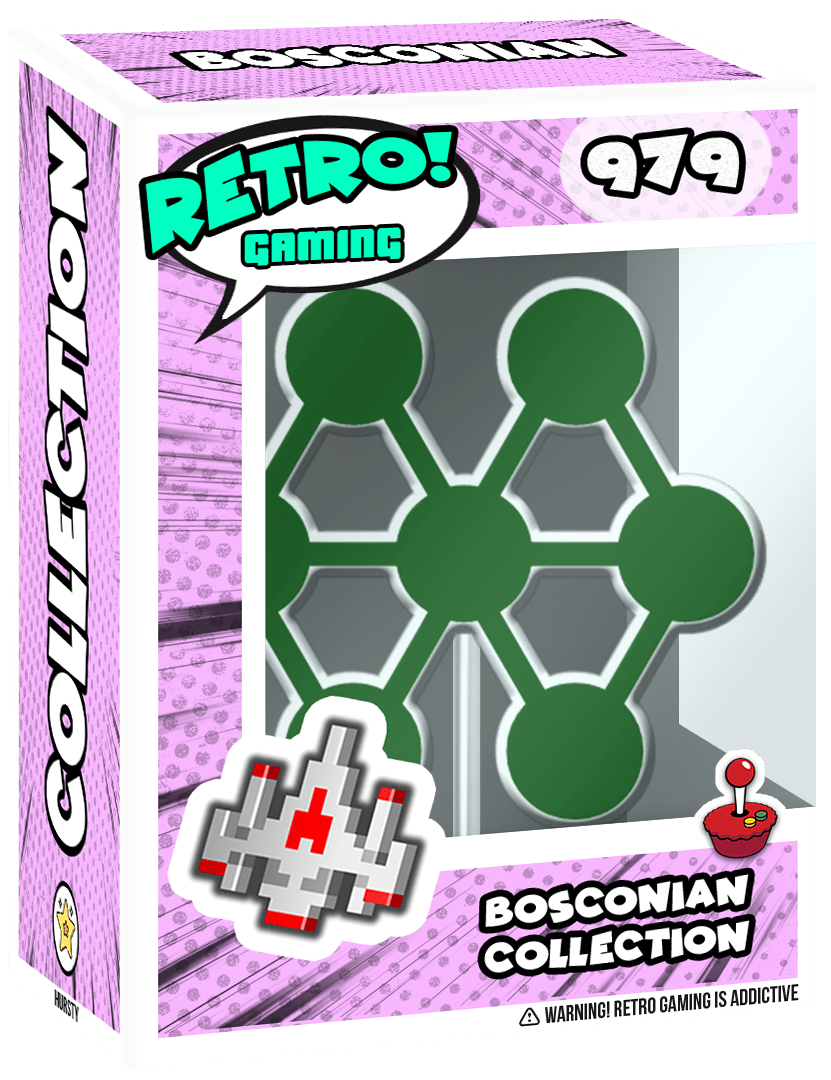 BOSCONIAN
RETRO!
GAMING
979
COLLECTION
BOSCONIAN
COLLECTION
WARNING! RETRO GAMING IS ADDICTIVE
HURSTY